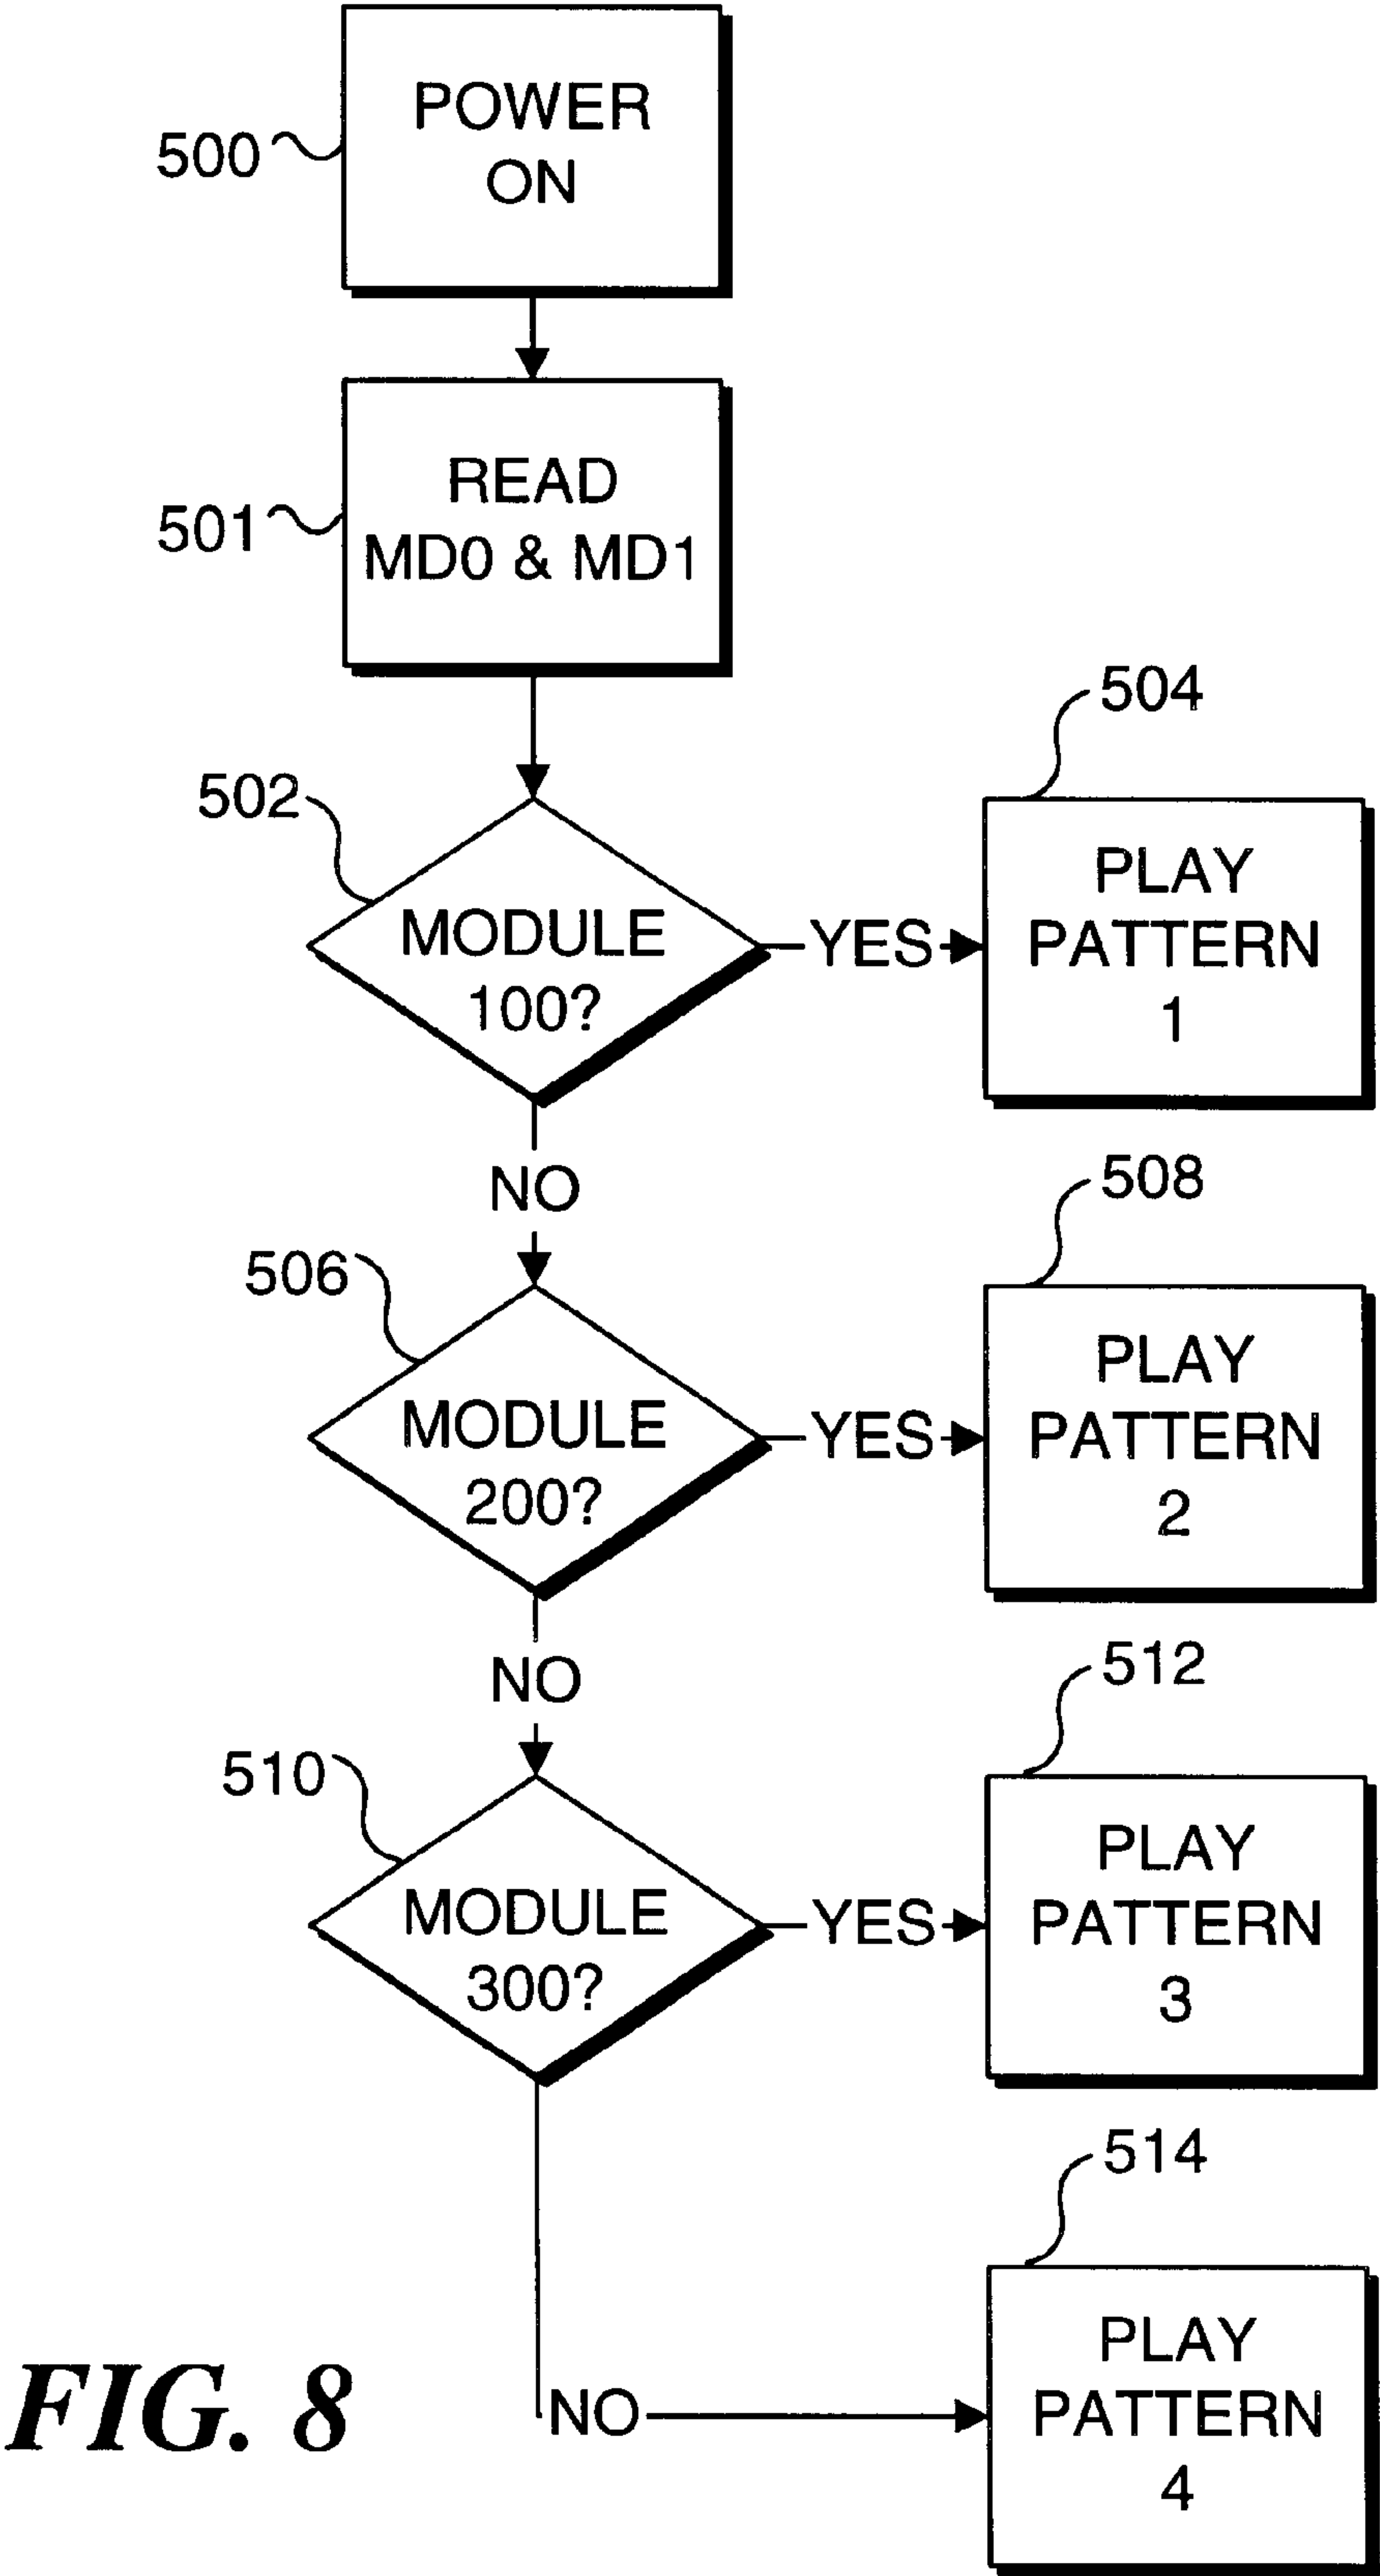 POWER
ON
500
READ
MD0 & MD1
501
504
502
MODULE
100?
YES
PLAY
PATTERN
1
NO
508
506
MODULE
200?
YES
PLAY
PATTERN
2
NO
512
510
MODULE
300?
YES
PLAY
PATTERN
3
514
NO
PLAY
PATTERN
4
FIG. 8